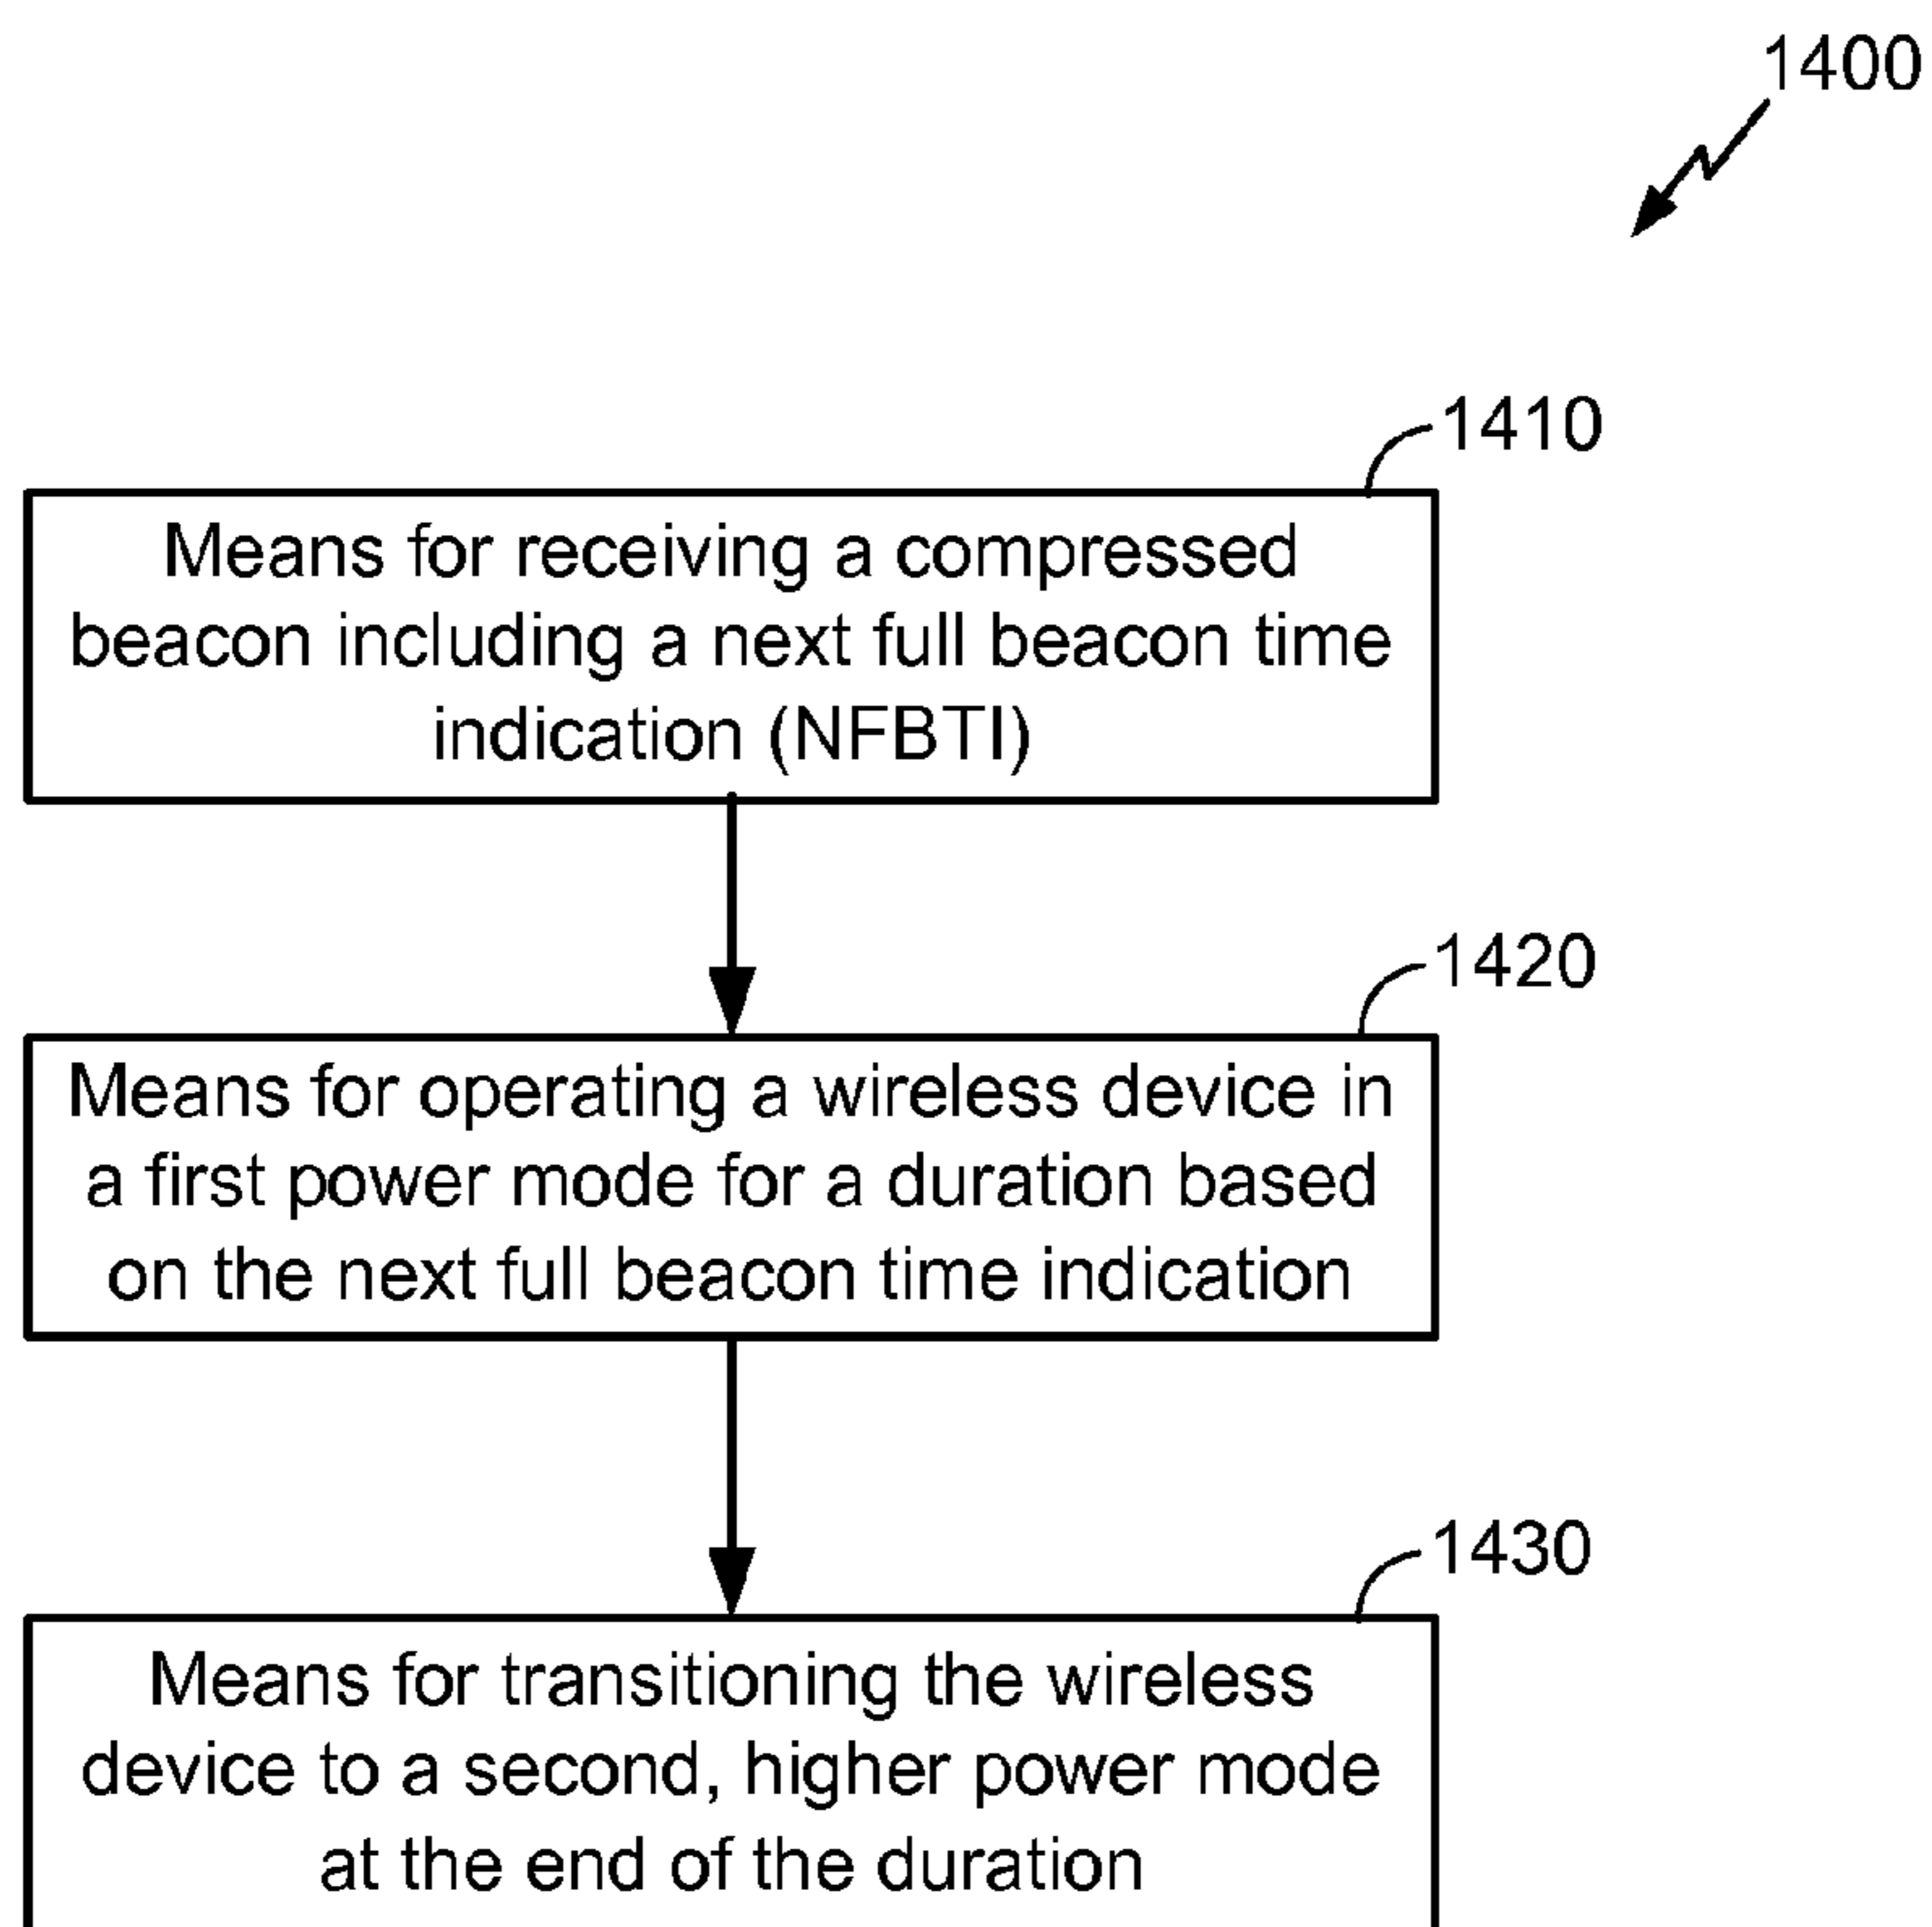 1400
1410
Means for receiving a compressed
beacon including a next full beacon time
indication (NFBTI)
1420
Means for operating a wireless device in
a first power mode for a duration based
on the next full beacon time indication
1430
Means for transitioning the wireless
device to a second, higher power mode
at the end of the duration